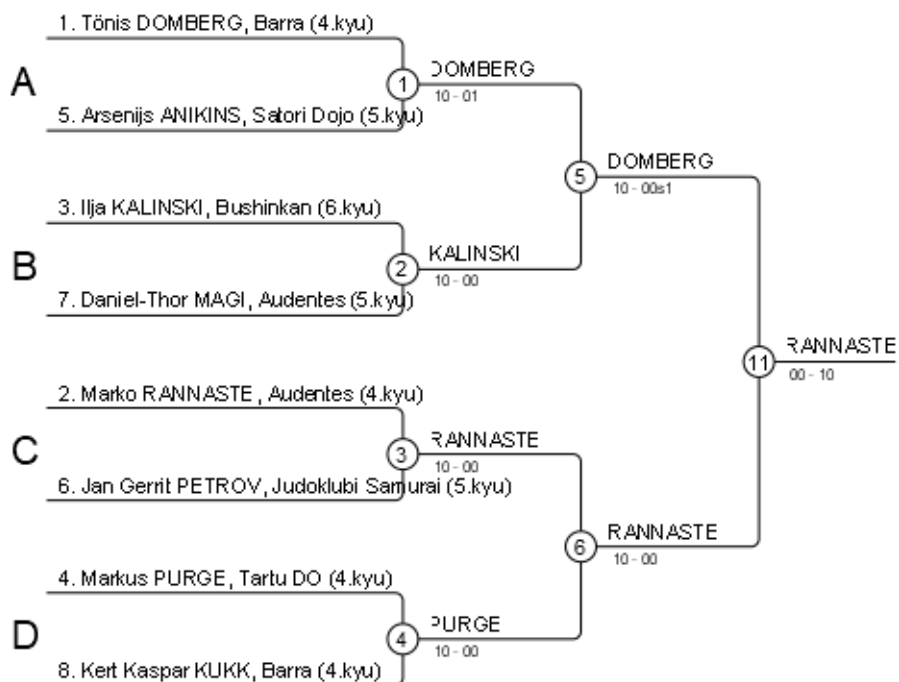 1. Tõnis DOMBERG, Barra (4.kyu)
A
1
DOMBERG
10 - 01
5. Arsenijs ANIKINS, Satori Dojo (5.kyu)
5
DOMBERG
10 - 00s1
3. Ilja KALINSKI, Bushinkan (6.kyu)
B
2
KALINSKI
10 - 00
7. Daniel-Thor MAGI, Audentes (5.kyu)
11
RANNASTE
00 - 10
2. Marko RANNASTE, Audentes (4.kyu)
C
3
RANNASTE
10 - 00
6. Jan Gerrit PETROV, Judoklubi Samurai (5.kyu)
6
RANNASTE
10 - 00
4. Markus PURGE, Tartu DO (4.kyu)
D
4
PURGE
10 - 00
8. Kert Kaspar KUKK, Barra (4.kyu)